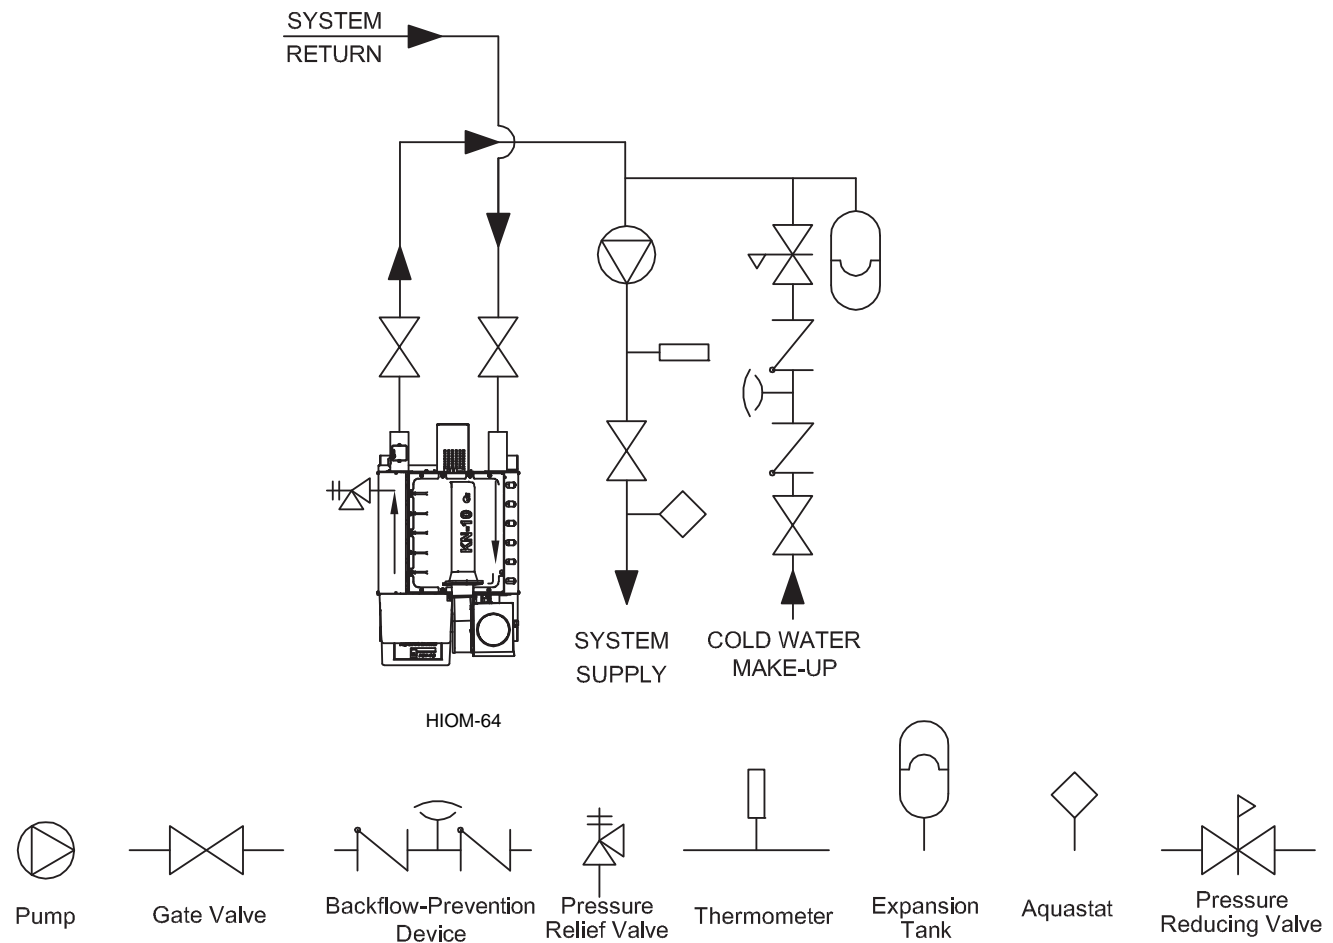 SYSTEM
RETURN
KN-10
SYSTEM
SUPPLY
COLD WATER
MAKE-UP
HIOM-64
Pump
Gate Valve
Backflow-Prevention
Device
Pressure
Relief Valve
Thermometer
Expansion
Tank
Aquastat
Pressure
Reducing Valve